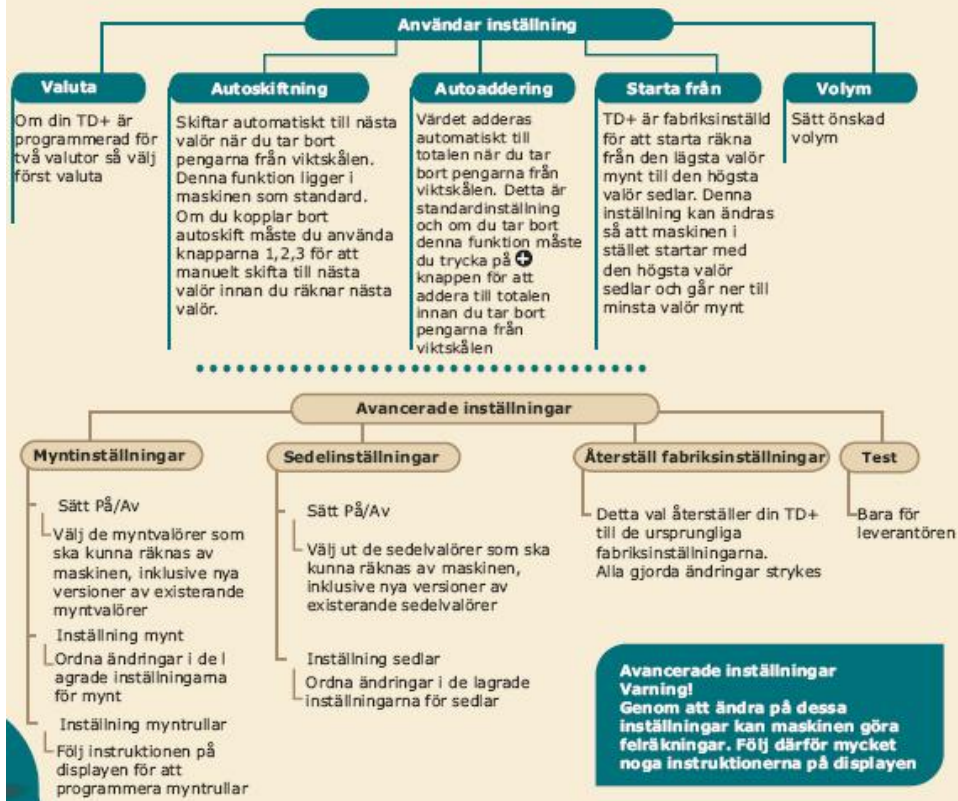 Användar inställning
Valuta
Om din TD+ är
programmerad för
två valutor så välj
först valuta
Autoskiftning
Skiftar automatiskt till nästa
valör när du tar bort
pengarna från viktskålen.
Denna funktion ligger i
maskinen som standard.
Om du kopplar bort
autoskift måste du använda
knapparna 1,2,3 för att
manuelt skifta till nästa
valör innan du räknar nästa
valör.
Autoaddering
Värdet adderas
automatiskt till
totalen när du tar
bort pengarna från
viktskålen. Detta är
standardinställning
och om du tar bort
denna funktion måste
du trycka på +
knappen för att
addera till totalen
innan du tar bort
pengarna från
viktskålen
Starta från
TD+ är fabriksinställd
för att starta räkna
från den lägsta valör
mynt till den högsta
valör sedlar. Denna
inställning kan ändras
så att maskinen i
stället startar med
den högsta valör
sedlar och går ner till
minsta valör mynt
Volym
Sätt önskad
volym
Avancerade inställningar
Myntinställningar
Sätt På/Av
Välj de myntvalörer som
ska kunna räknas av
maskinen, inklusive nya
versioner av existerande
myntvalörer
Inställning mynt
Ordna ändringar i de l
agrade inställningarna
för mynt
Inställning myntrullar
Följ instruktionen på
displayen för att
programmera myntrullar
Sedelinställningar
Sätt På/Av
Välj ut de sedelvalörer som ska
kunna räknas av maskinen,
inklusive nya versioner av
existerande sedelvalörer
Inställning sedlar
Ordna ändringar i de lagrade
inställningarna för sedlar
Återställ fabriksinställningar
Detta val återställer din TD+
till de ursprungliga
fabriksinställningarna.
Alla gjorda ändringar strykes
Test
Bara för
leverantören
Avancerade inställningar
Varning!
Genom att ändra på dessa
inställningar kan maskinen göra
felräkningar. Följ därför mycket
noga instruktionerna på displayen